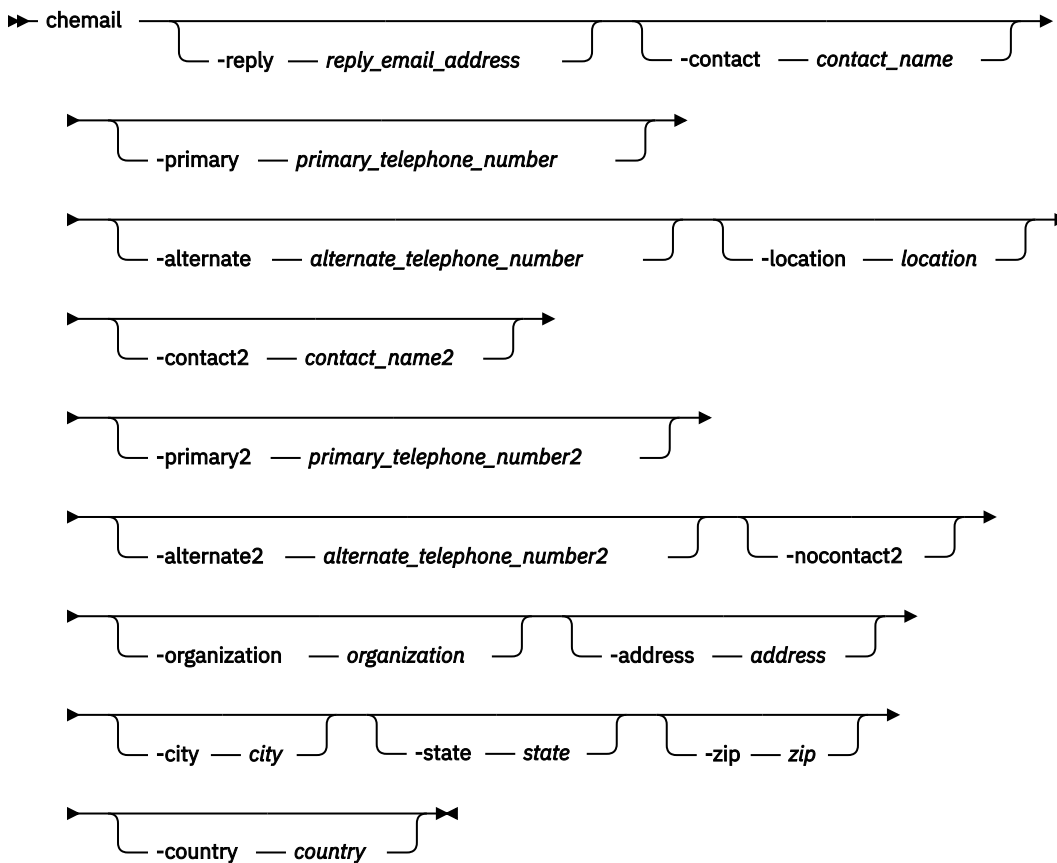 chemail
-reply reply_email_address -contact contact_name
-primary primary_telephone_number
-alternate alternate_telephone_number -location location
-contact2 contact_name2
-primary2 primary_telephone_number2
-alternate2 alternate_telephone_number2 -nocontact2
-organization organization -address address
-city city -state state -zip zip
-country country